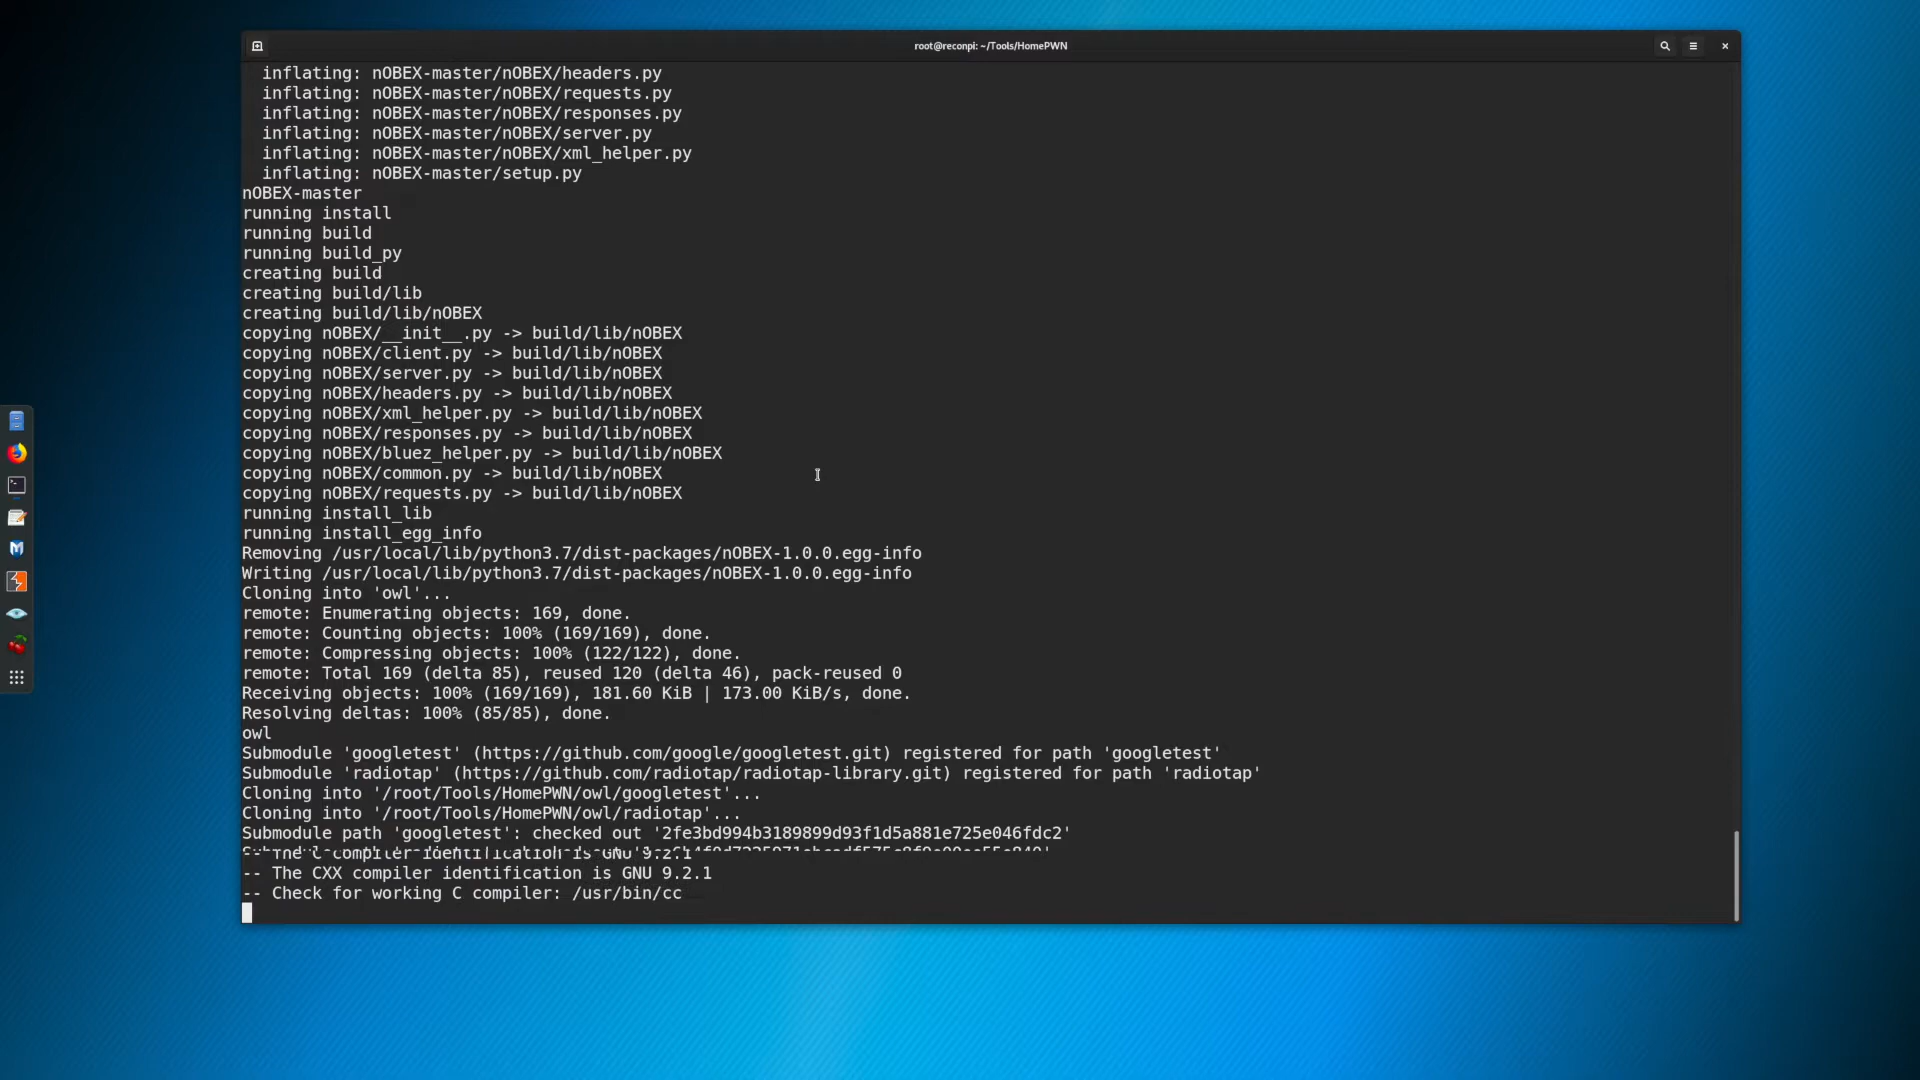 root@reconpi: ~/Tools/HomePWN
inflating: nOBEX-master/nOBEX/headers.py
inflating: nOBEX-master/nOBEX/requests.py
inflating: nOBEX-master/nOBEX/responses.py
inflating: nOBEX-master/nOBEX/server.py
inflating: nOBEX-master/nOBEX/xml_helper.py
inflating: nOBEX-master/setup.py
nOBEX-master
running install
running build
running build_py
creating build
creating build/lib
creating build/lib/nOBEX
copying nOBEX/__init__.py -> build/lib/nOBEX
copying nOBEX/client.py -> build/lib/nOBEX
copying nOBEX/server.py -> build/lib/nOBEX
copying nOBEX/headers.py -> build/lib/nOBEX
copying nOBEX/xml_helper.py -> build/lib/nOBEX
copying nOBEX/responses.py -> build/lib/nOBEX
copying nOBEX/bluez_helper.py -> build/lib/nOBEX
copying nOBEX/common.py -> build/lib/nOBEX
copying nOBEX/requests.py -> build/lib/nOBEX
running install_lib
running install_egg_info
Removing /usr/local/lib/python3.7/dist-packages/nOBEX-1.0.0.egg-info
Writing /usr/local/lib/python3.7/dist-packages/nOBEX-1.0.0.egg-info
Cloning into 'owl'...
remote: Enumerating objects: 169, done.
remote: Counting objects: 100% (169/169), done.
remote: Compressing objects: 100% (122/122), done.
remote: Total 169 (delta 85), reused 120 (delta 46), pack-reused 0
Receiving objects: 100% (169/169), 181.60 KiB | 173.00 KiB/s, done.
Resolving deltas: 100% (85/85), done.
owl
Submodule 'googletest' (https://github.com/google/googletest.git) registered for path 'googletest'
Submodule 'radiotap' (https://github.com/radiotap/radiotap-library.git) registered for path 'radiotap'
Cloning into '/root/Tools/HomePWN/owl/googletest'...
Cloning into '/root/Tools/HomePWN/owl/radiotap'...
Submodule path 'googletest': checked out '2fe3bd994b3189899d93f1d5a881e725e046fdc2'
-- The C compiler identification is GNU 9.2.1
-- The CXX compiler identification is GNU 9.2.1
-- Check for working C compiler: /usr/bin/cc